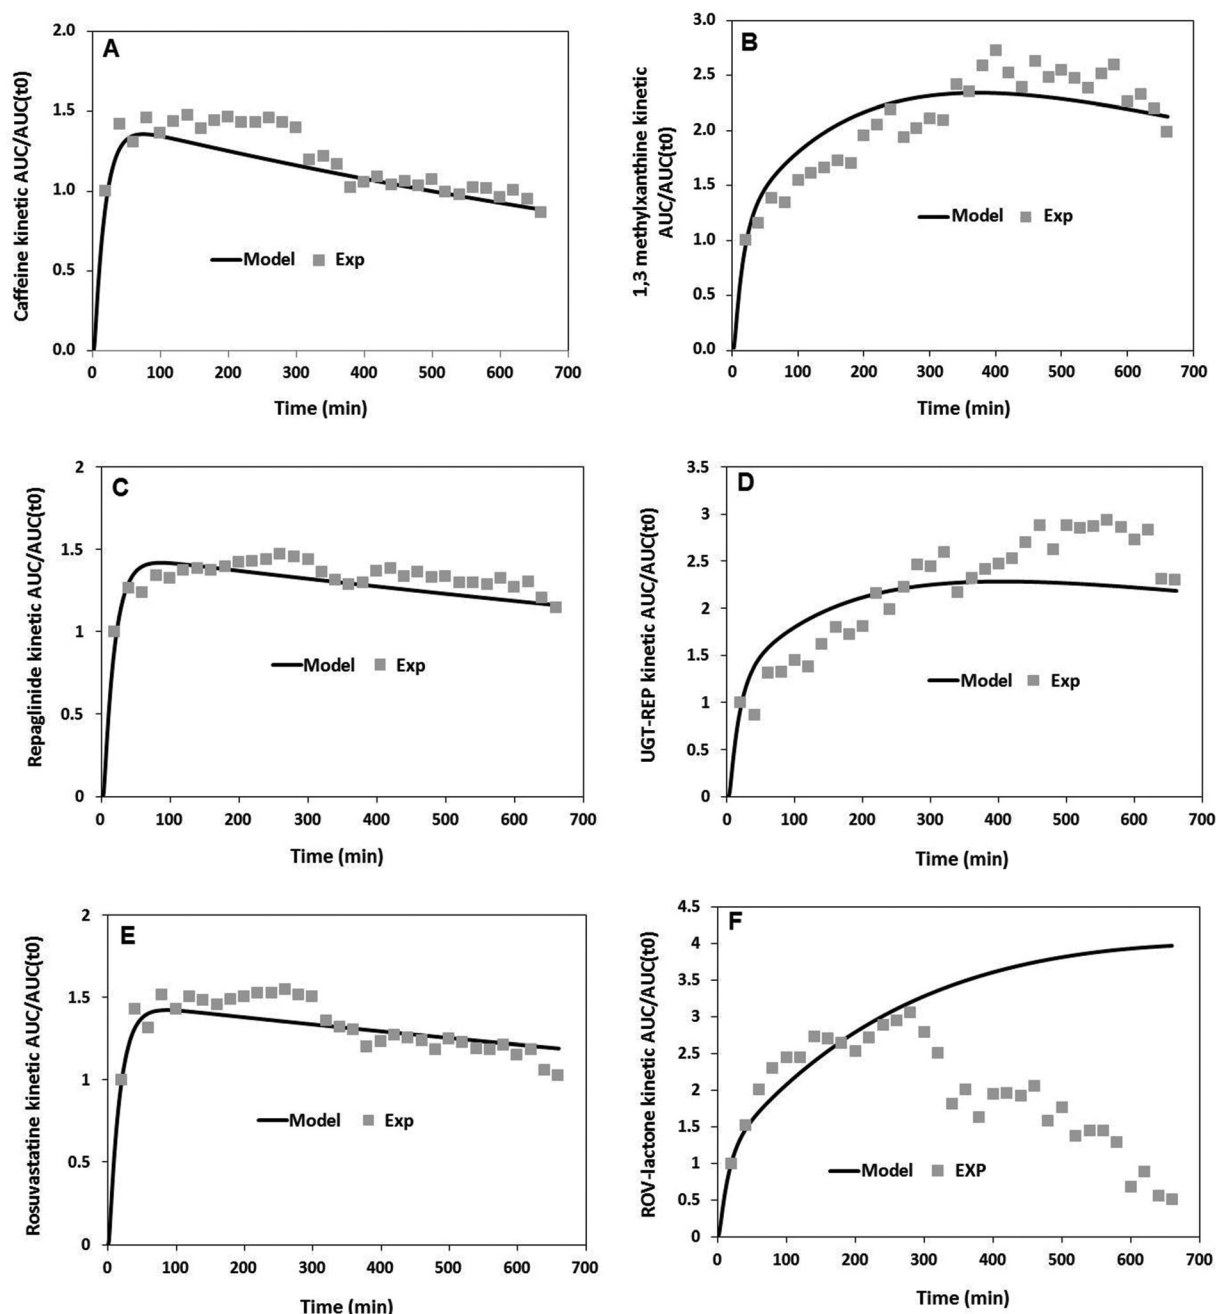 A
Caffeine kinetic AUC/AUC(t0)
2.0
1.5
1.0
0.5
0.0
Model Exp
0 100 200 300 400 500 600 700
Time (min)
B
1,3 methylxanthine kinetic
AUC/AUC(t0)
3.0
2.5
2.0
1.5
1.0
0.5
0.0
Model Exp
0 100 200 300 400 500 600 700
Time (min)
C
Repaglinide kinetic AUC/AUC(t0)
2
1.5
1
0.5
0
Model Exp
0 100 200 300 400 500 600 700
Time (min)
D
UGT-REP kinetic AUC/AUC(t0)
3.5
3
2.5
2
1.5
1
0.5
0
Model Exp
0 100 200 300 400 500 600 700
Time (min)
E
Rosuvastatine kinetic AUC/AUC(t0)
2
1.5
1
0.5
0
Model Exp
0 100 200 300 400 500 600 700
Time (min)
F
ROV-lactone kinetic AUC/AUC(t0)
4.5
4
3.5
3
2.5
2
1.5
1
0.5
0
Model EXP
0 100 200 300 400 500 600 700
Time (min)